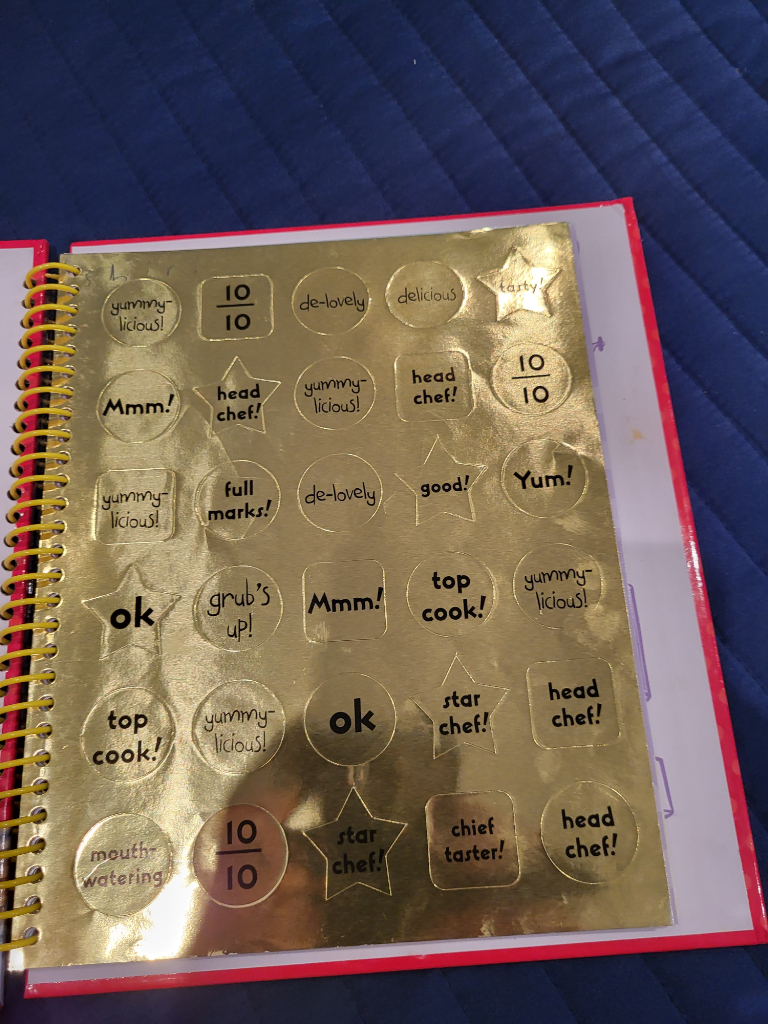 yummy-
licious!
10
10
de-lovely
delicious
tasty!
Mmm!
head
chef!
yummy-
licious!
head
chef!
10
10
yummy-
licious!
full
marks!
de-lovely
good!
Yum!
ok
grub's
up!
Mmm!
top
cook!
yummy-
licious!
top
cook!
yummy-
licious!
ok
star
chef!
head
chef!
mouth-
watering
10
10
star
chef!
chief
taster!
head
chef!